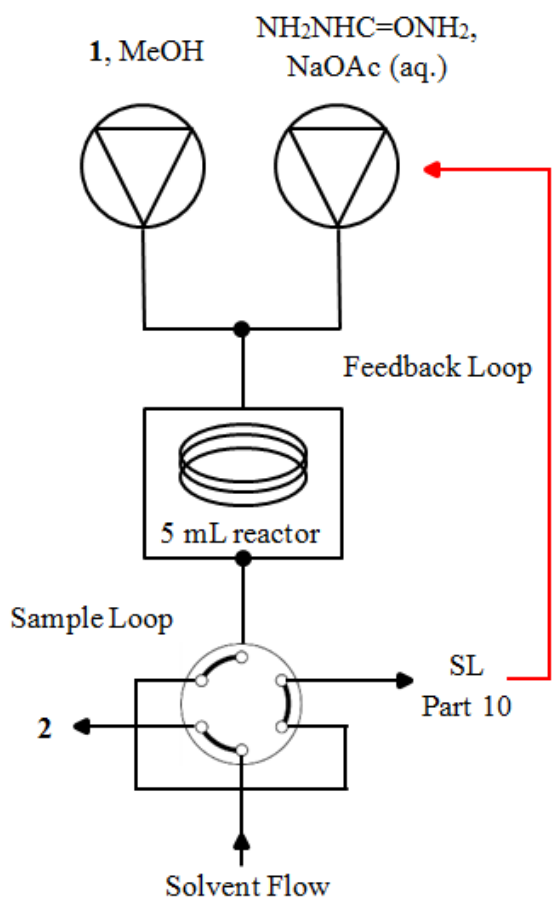 1, MeOH
NH₂NHC=ONH₂,
NaOAc (aq.)
Feedback Loop
5 mL reactor
Sample Loop
SL
Part 10
2
Solvent Flow